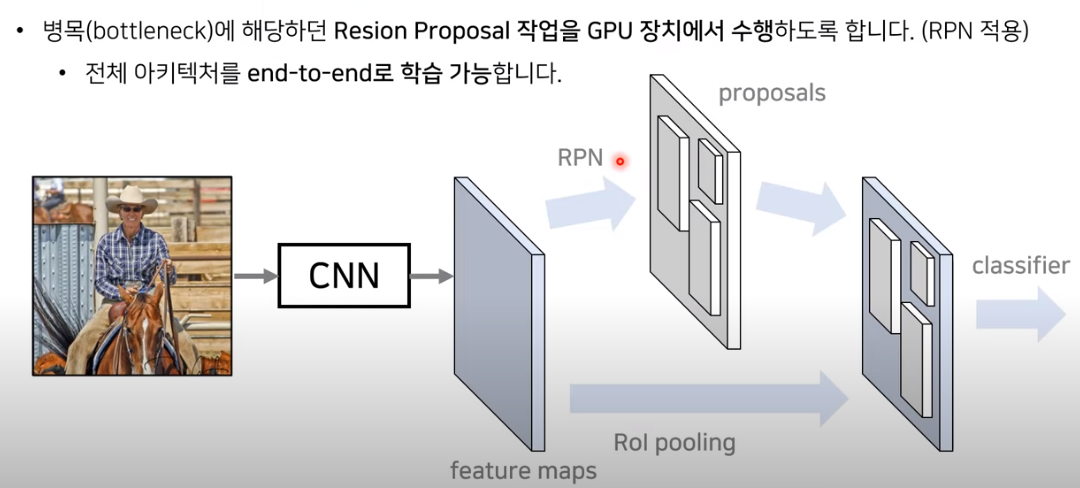 • 병목(bottleneck)에 해당하던 Resion Proposal 작업을 GPU 장치에서 수행하도록 합니다. (RPN 적용)
• 전체 아키텍처를 end-to-end로 학습 가능합니다.
proposals
RPN
CNN
classifier
RoI pooling
feature maps